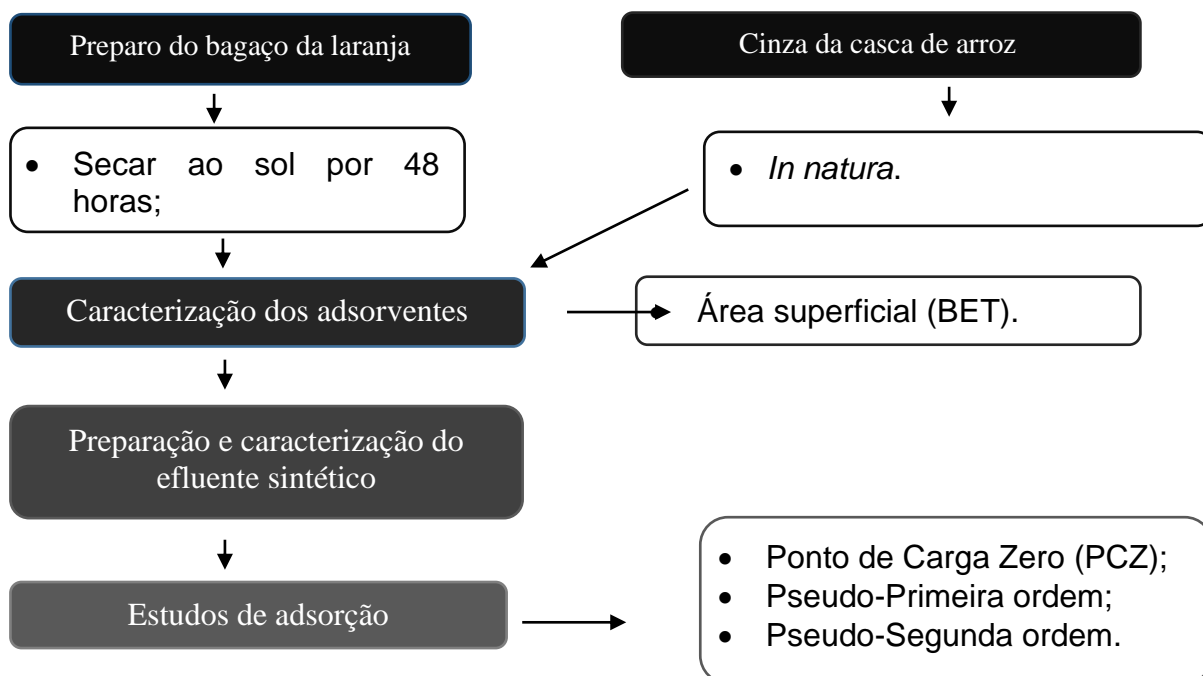 Preparo do bagaço da laranja
Cinza da casca de arroz
• Secar ao sol por 48
horas;
• In natura.
Caracterização dos adsorventes
• Área superficial (BET).
Preparação e caracterização do
efluente sintético
Estudos de adsorção
• Ponto de Carga Zero (PCZ);
• Pseudo-Primeira ordem;
• Pseudo-Segunda ordem.